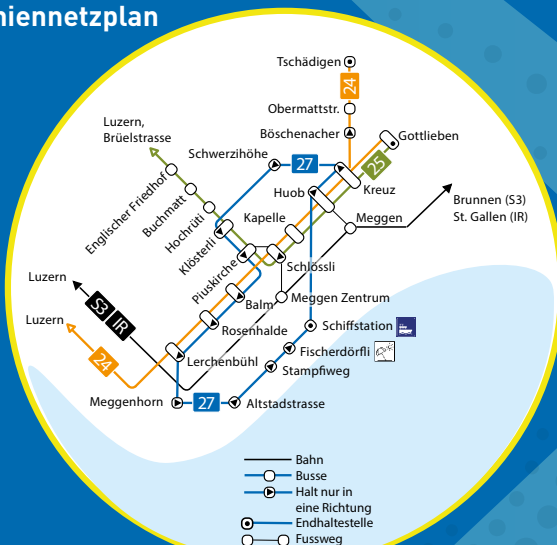 niennetzplan
Tschädigen
24
Obermattstr.
Böschenacher
Gottlieben
Luzern,
Brüelstrasse
Schwerzihöhe
27
25
Kreuz
Englischer Friedhof
Buchmatt
Hochrüti
Klösterli
Huob
Kapelle
Meggen
Brunnen (S3)
St. Gallen (IR)
Piuskirche
Schlössli
Luzern
Balm
Meggen Zentrum
S3 IR
Luzern
Rosenhalde
Schiffstation
24
Lerchenbühl
Fischerdörfli
Stampfiweg
Meggenhorn
27
Altstadstrasse
Bahn
Busse
Halt nur in
eine Richtung
Endhaltestelle
Fussweg